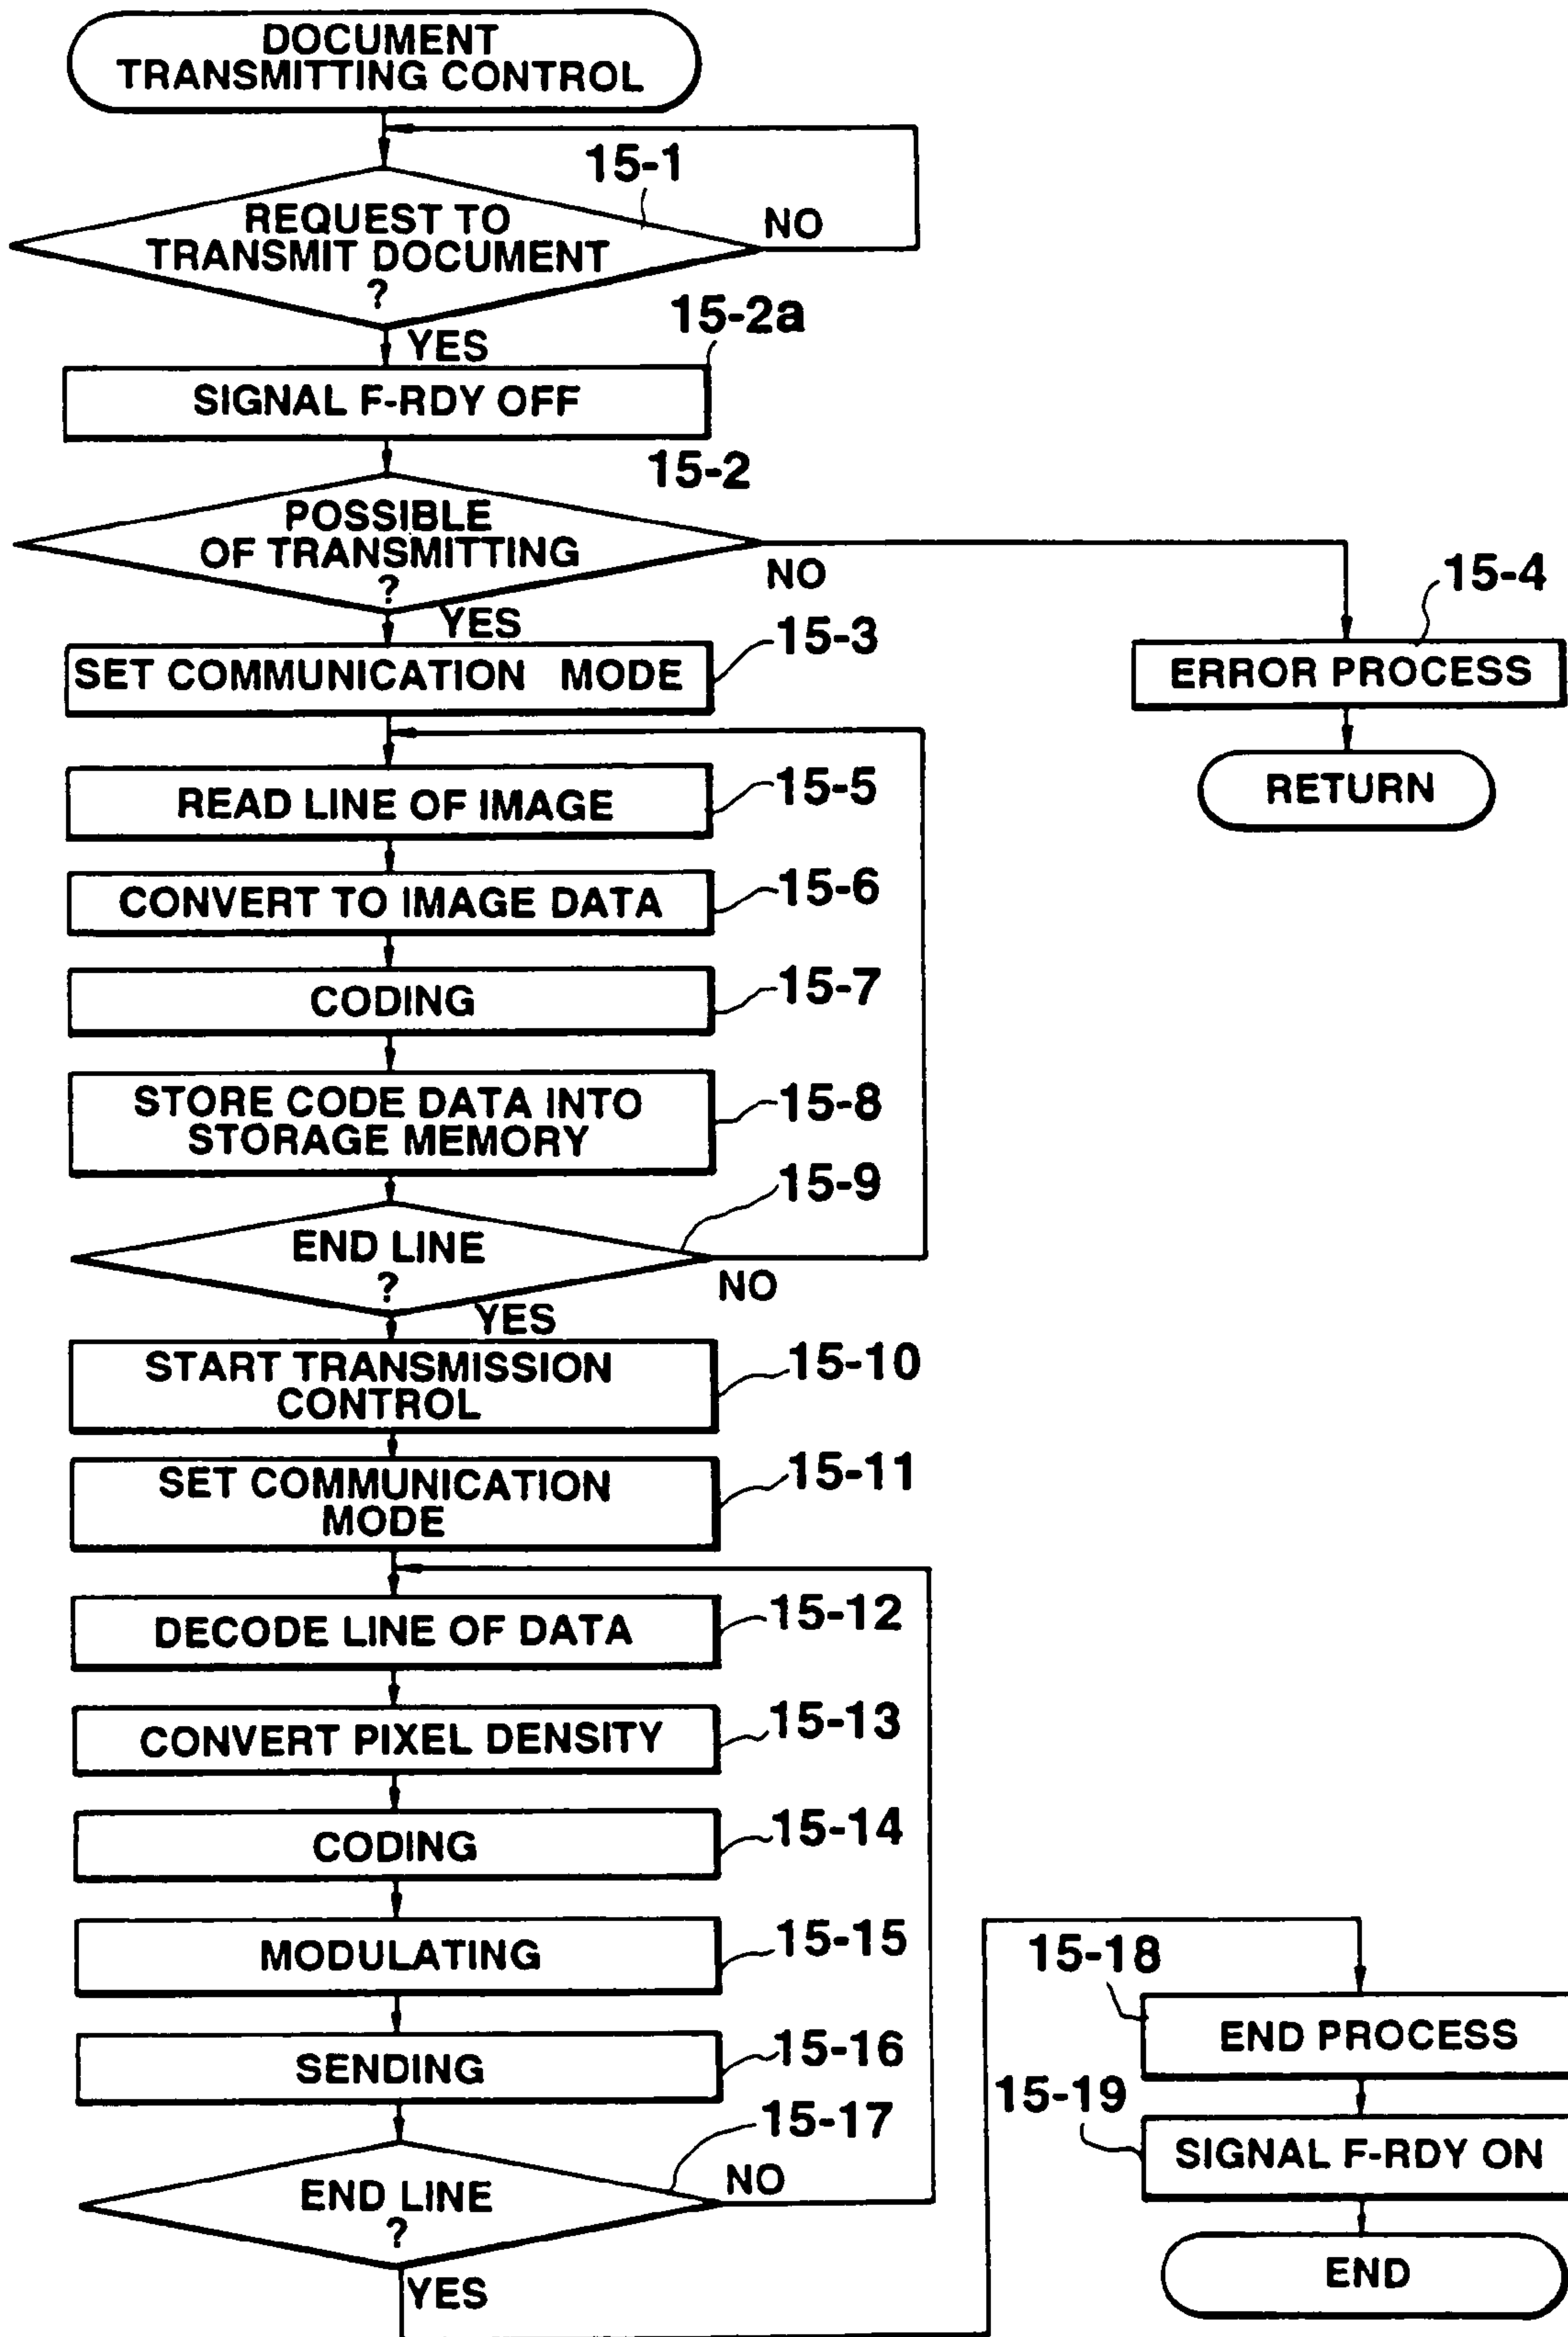 DOCUMENT
TRANSMITTING CONTROL
15-1
REQUEST TO
TRANSMIT DOCUMENT
?
NO
YES
15-2a
SIGNAL F-RDY OFF
15-2
POSSIBLE
OF TRANSMITTING
?
NO
YES
15-3
SET COMMUNICATION MODE
15-4
ERROR PROCESS
RETURN
15-5
READ LINE OF IMAGE
15-6
CONVERT TO IMAGE DATA
15-7
CODING
15-8
STORE CODE DATA INTO
STORAGE MEMORY
15-9
END LINE
?
NO
YES
15-10
START TRANSMISSION
CONTROL
15-11
SET COMMUNICATION
MODE
15-12
DECODE LINE OF DATA
15-13
CONVERT PIXEL DENSITY
15-14
CODING
15-15
MODULATING
15-16
SENDING
15-17
END LINE
?
NO
YES
15-18
END PROCESS
15-19
SIGNAL F-RDY ON
END